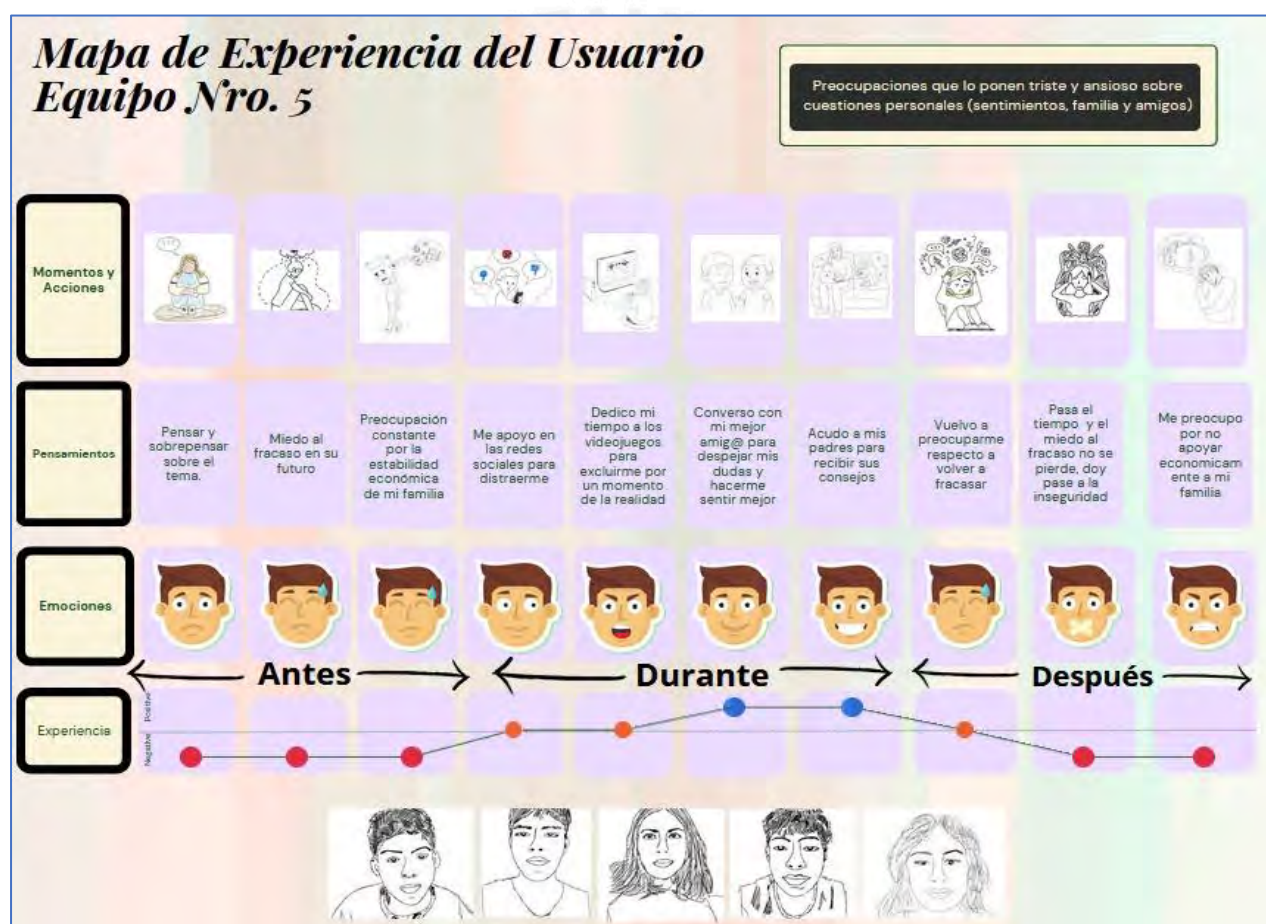 Mapa de Experiencia del Usuario
Equipo Nro. 5
Preocupaciones que lo ponen triste y ansioso sobre
cuestiones personales (sentimientos, familia y amigos)
Momentos y
Acciones
Pensamientos
Pensar y
sobrepensar
sobre el
tema.
Miedo al
fracaso en su
futuro
Preocupación
constante
por la
estabilidad
económica
de mi familia
Me apoyo en
las redes
sociales para
distraerme
Dedico mi
tiempo a los
videojuegos
para
excluirme por
un momento
de la realidad
Converso con
mi mejor
amig@ para
despejar mis
dudas y
hacerme
sentir mejor
Acudo a mis
padres para
recibir sus
consejos
Vuelvo a
preocuparme
respecto a
volver a
fracasar
Pasa el
tiempo y el
miedo al
fracaso no se
pierde, doy
pase a la
inseguridad
Me preocupo
por no
apoyar
economicam
ente a mi
familia
Emociones
Antes
Durante
Después
Experiencia
Positivo
Negativo